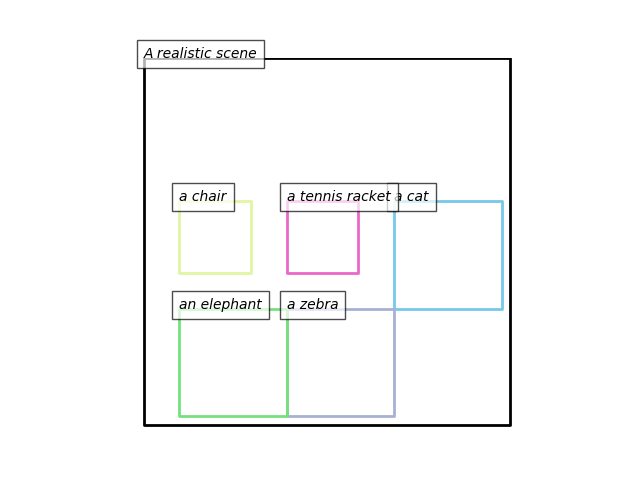 A realistic scene
a chair
a tennis racket
a cat
an elephant
a zebra